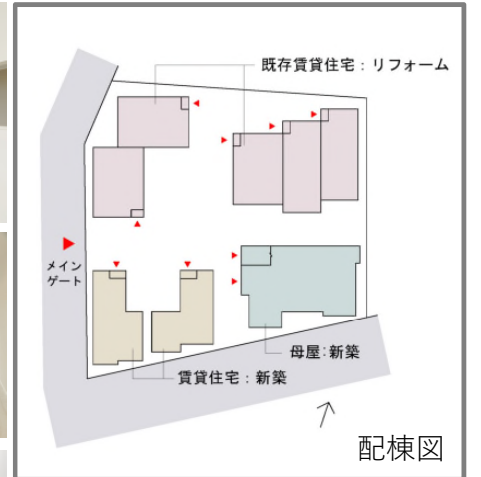 既存賃貸住宅：リフォーム
メイン
ゲート
母屋：新築
賃貸住宅：新築
配棟図